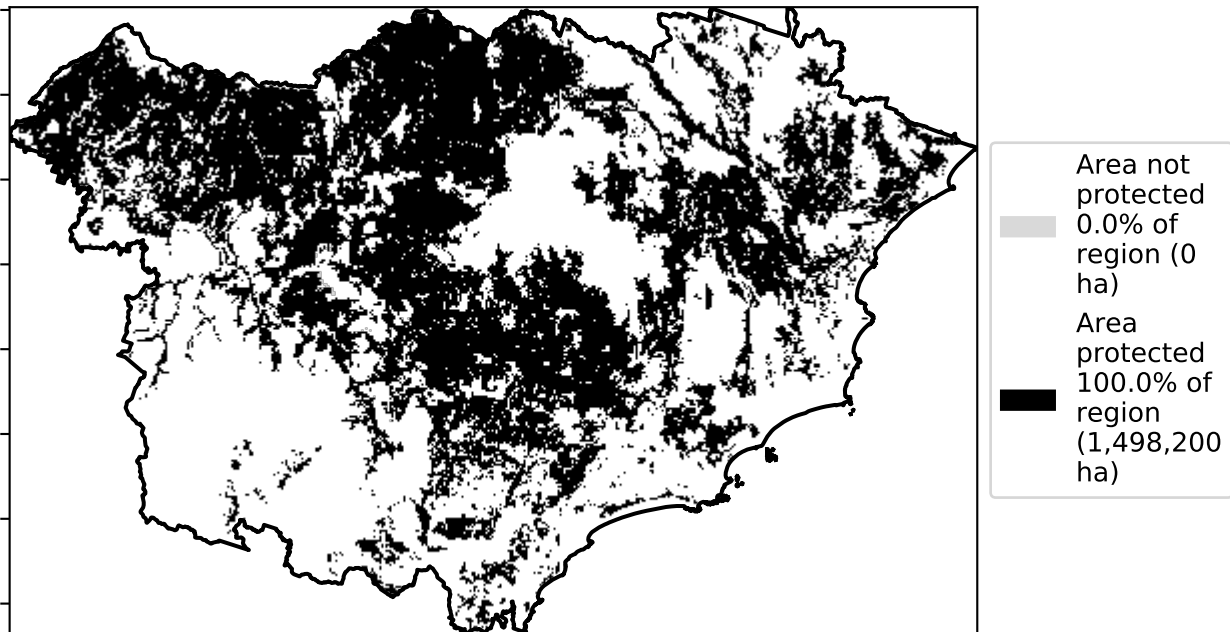 Area not
protected
0.0% of
region (0
ha)
Area
protected
100.0% of
region
(1,498,200
ha)